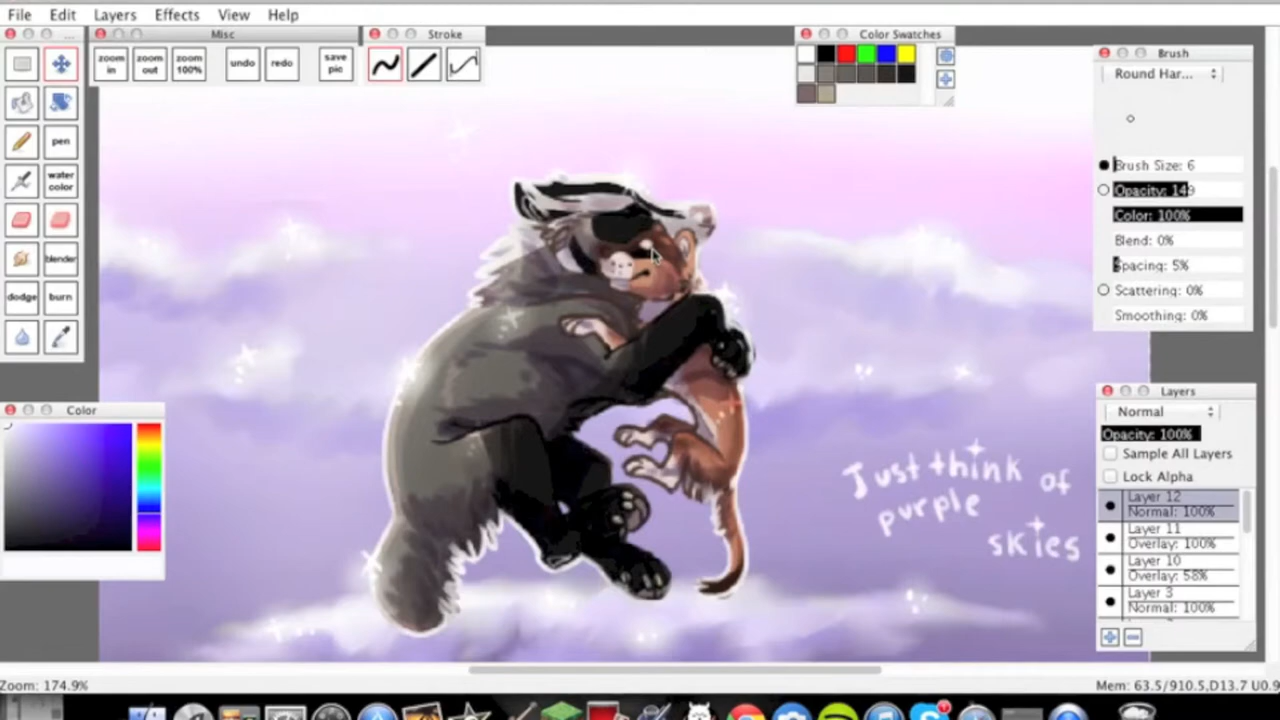 File Edit Layers Effects View Help
... Misc Stroke Color Swatches
Brush
Round Har...
zoom in
zoom out
zoom 100%
undo
redo
save pic
pen
water color
blender
dodge
burn
Brush Size: 6
Opacity: 149
Color: 100%
Blend: 0%
Spacing: 5%
Scattering: 0%
Smoothing: 0%
Color
Layers
Normal
Opacity: 100%
Sample All Layers
Lock Alpha
Layer 12
Normal: 100%
Layer 11
Overlay: 100%
Layer 10
Overlay: 58%
Layer 3
Normal: 100%
Just think of
purple
skies
Zoom: 174.9%
Mem: 63.5/910.5,D13.7 U0.9